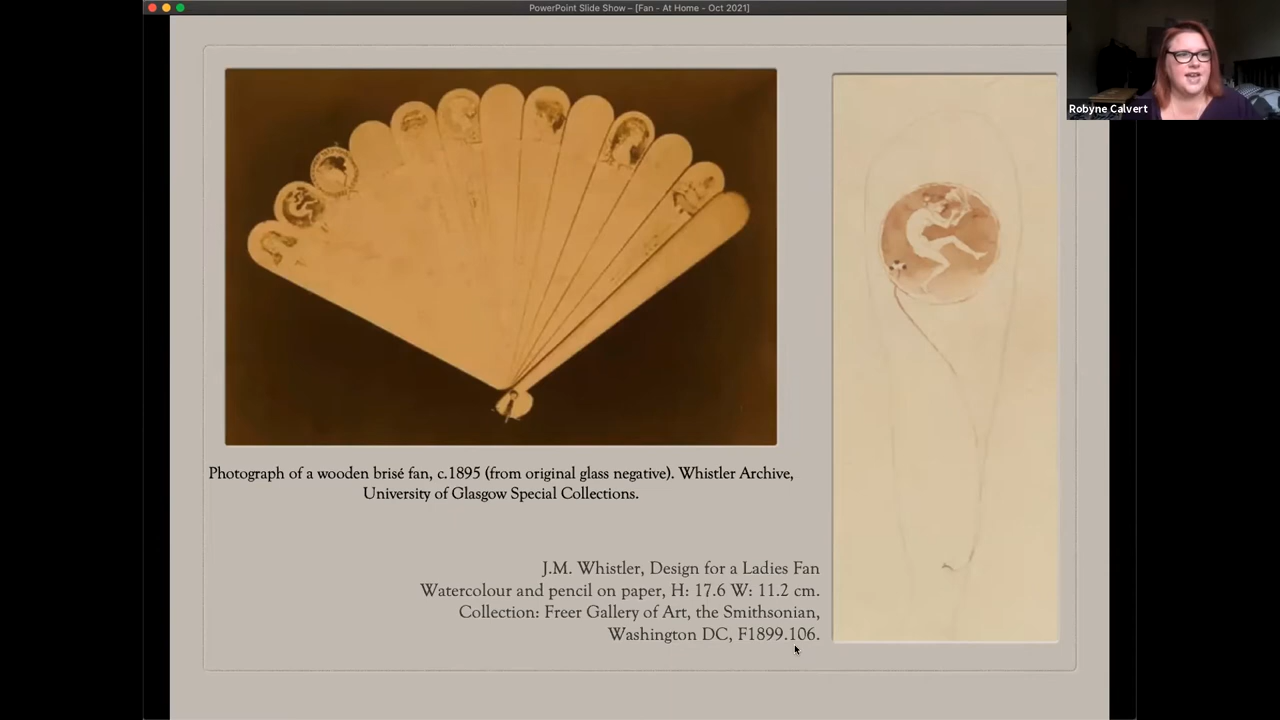 PowerPoint Slide Show – [Fan - At Home - Oct 2021]
Robyne Calvert
Photograph of a wooden brisé fan, c.1895 (from original glass negative). Whistler Archive,
University of Glasgow Special Collections.
J.M. Whistler, Design for a Ladies Fan
Watercolour and pencil on paper, H: 17.6 W: 11.2 cm.
Collection: Freer Gallery of Art, the Smithsonian,
Washington DC, F1899.106.